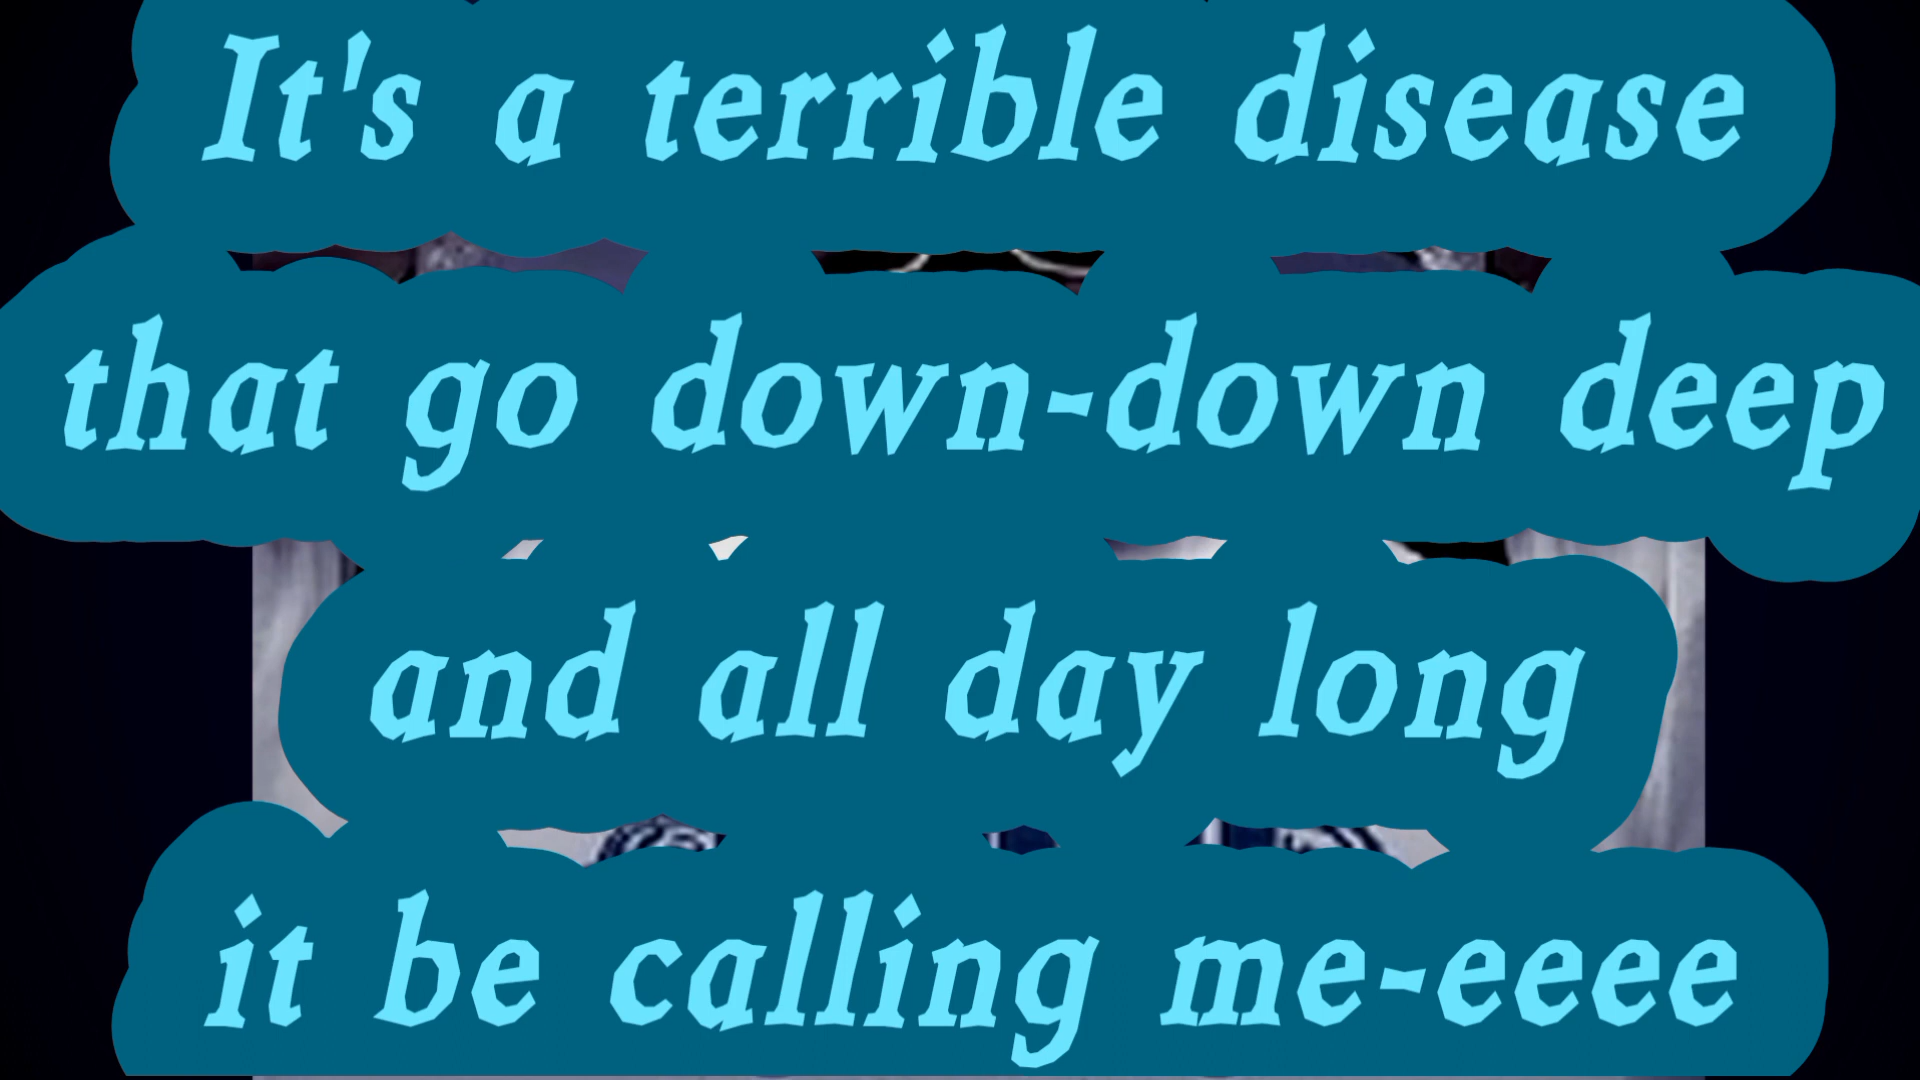 It's a terrible disease
that go down-down deep
and all day long
it be calling me-eeee